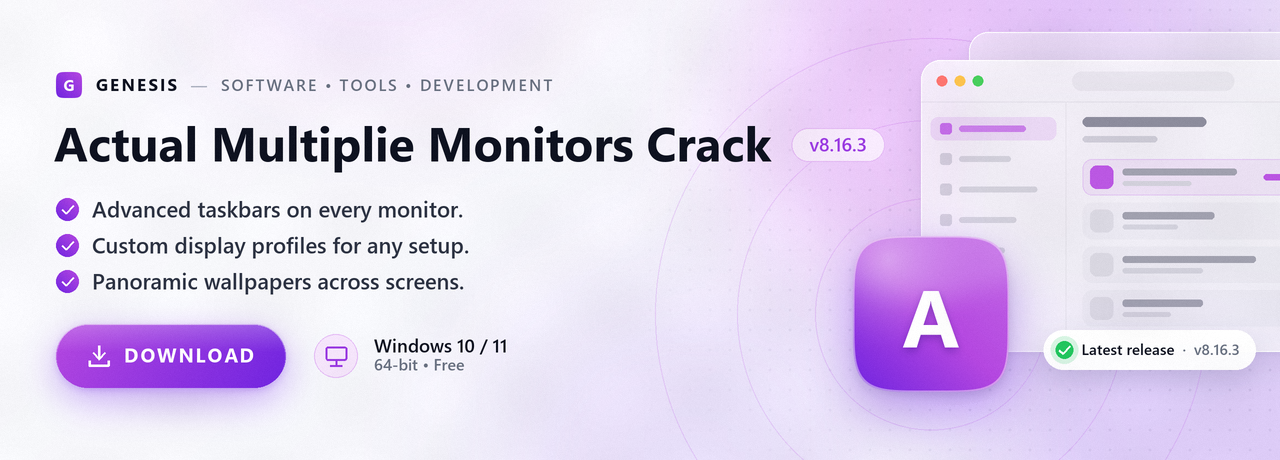 G GENESIS — SOFTWARE • TOOLS • DEVELOPMENT
Actual Multiplie Monitors Crack v8.16.3
Advanced taskbars on every monitor.
Custom display profiles for any setup.
Panoramic wallpapers across screens.
DOWNLOAD
Windows 10 / 11
64-bit • Free
A
Latest release · v8.16.3